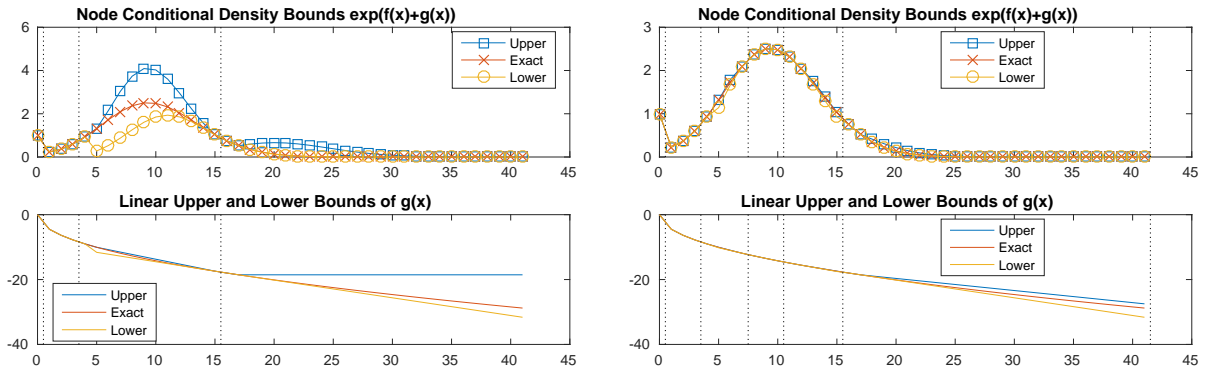 Node Conditional Density Bounds exp(f(x)+g(x))
6
4
2
0
Upper
Exact
Lower
0 5 10 15 20 25 30 35 40 45
Linear Upper and Lower Bounds of g(x)
0
-20
-40
Upper
Exact
Lower
0 5 10 15 20 25 30 35 40 45
Node Conditional Density Bounds exp(f(x)+g(x))
3
2
1
0
Upper
Exact
Lower
0 5 10 15 20 25 30 35 40 45
Linear Upper and Lower Bounds of g(x)
0
-20
-40
Upper
Exact
Lower
0 5 10 15 20 25 30 35 40 45